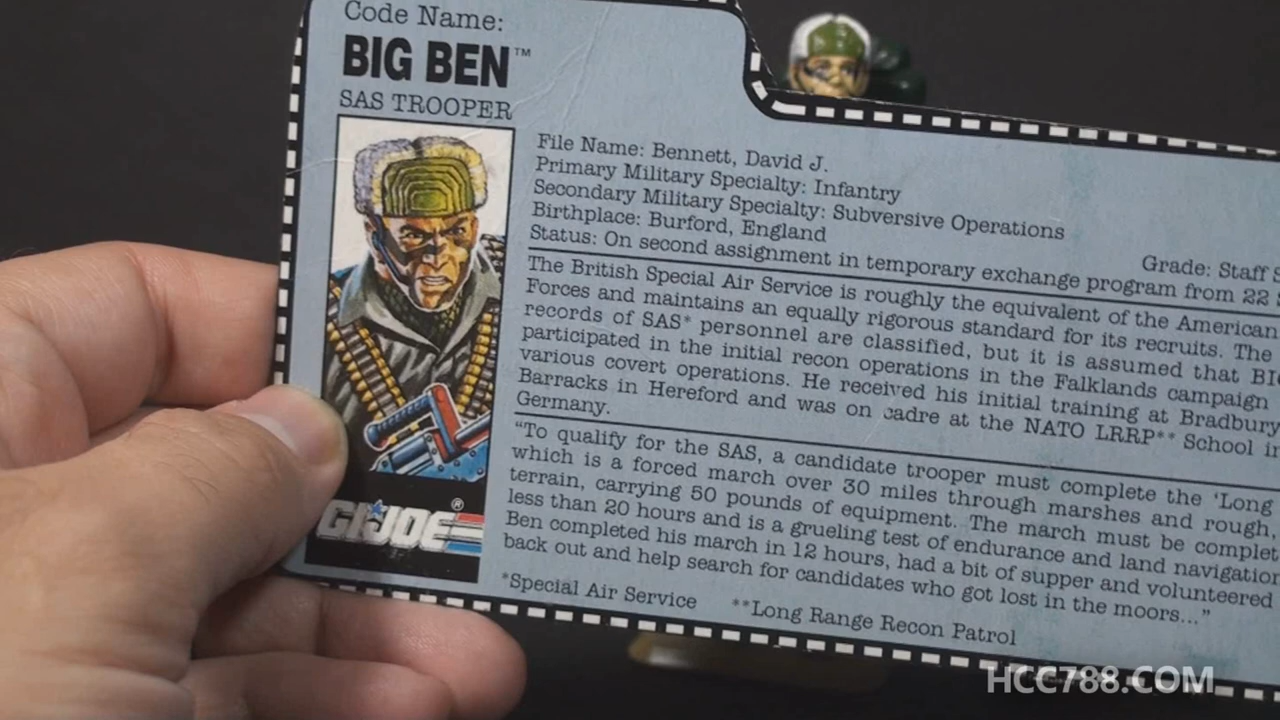 Code Name:
BIG BEN™
SAS TROOPER
File Name: Bennett, David J.
Primary Military Specialty: Infantry
Secondary Military Specialty: Subversive Operations
Birthplace: Burford, England
Grade: Staff S
Status: On second assignment in temporary exchange program from 22
The British Special Air Service is roughly the equivalent of the American
Forces and maintains an equally rigorous standard for its recruits. The
records of SAS* personnel are classified, but it is assumed that BIG
participated in the initial recon operations in the Falklands campaign
various covert operations. He received his initial training at Bradbury
Barracks in Hereford and was on cadre at the NATO LRRP** School in
Germany.
"To qualify for the SAS, a candidate trooper must complete the 'Long
which is a forced march over 30 miles through marshes and rough,
terrain, carrying 50 pounds of equipment. The march must be complet
less than 20 hours and is a grueling test of endurance and land navigation
Ben completed his march in 12 hours, had a bit of supper and volunteered
back out and help search for candidates who got lost in the moors..."
*Special Air Service **Long Range Recon Patrol
GI JOE®
HCC788.COM